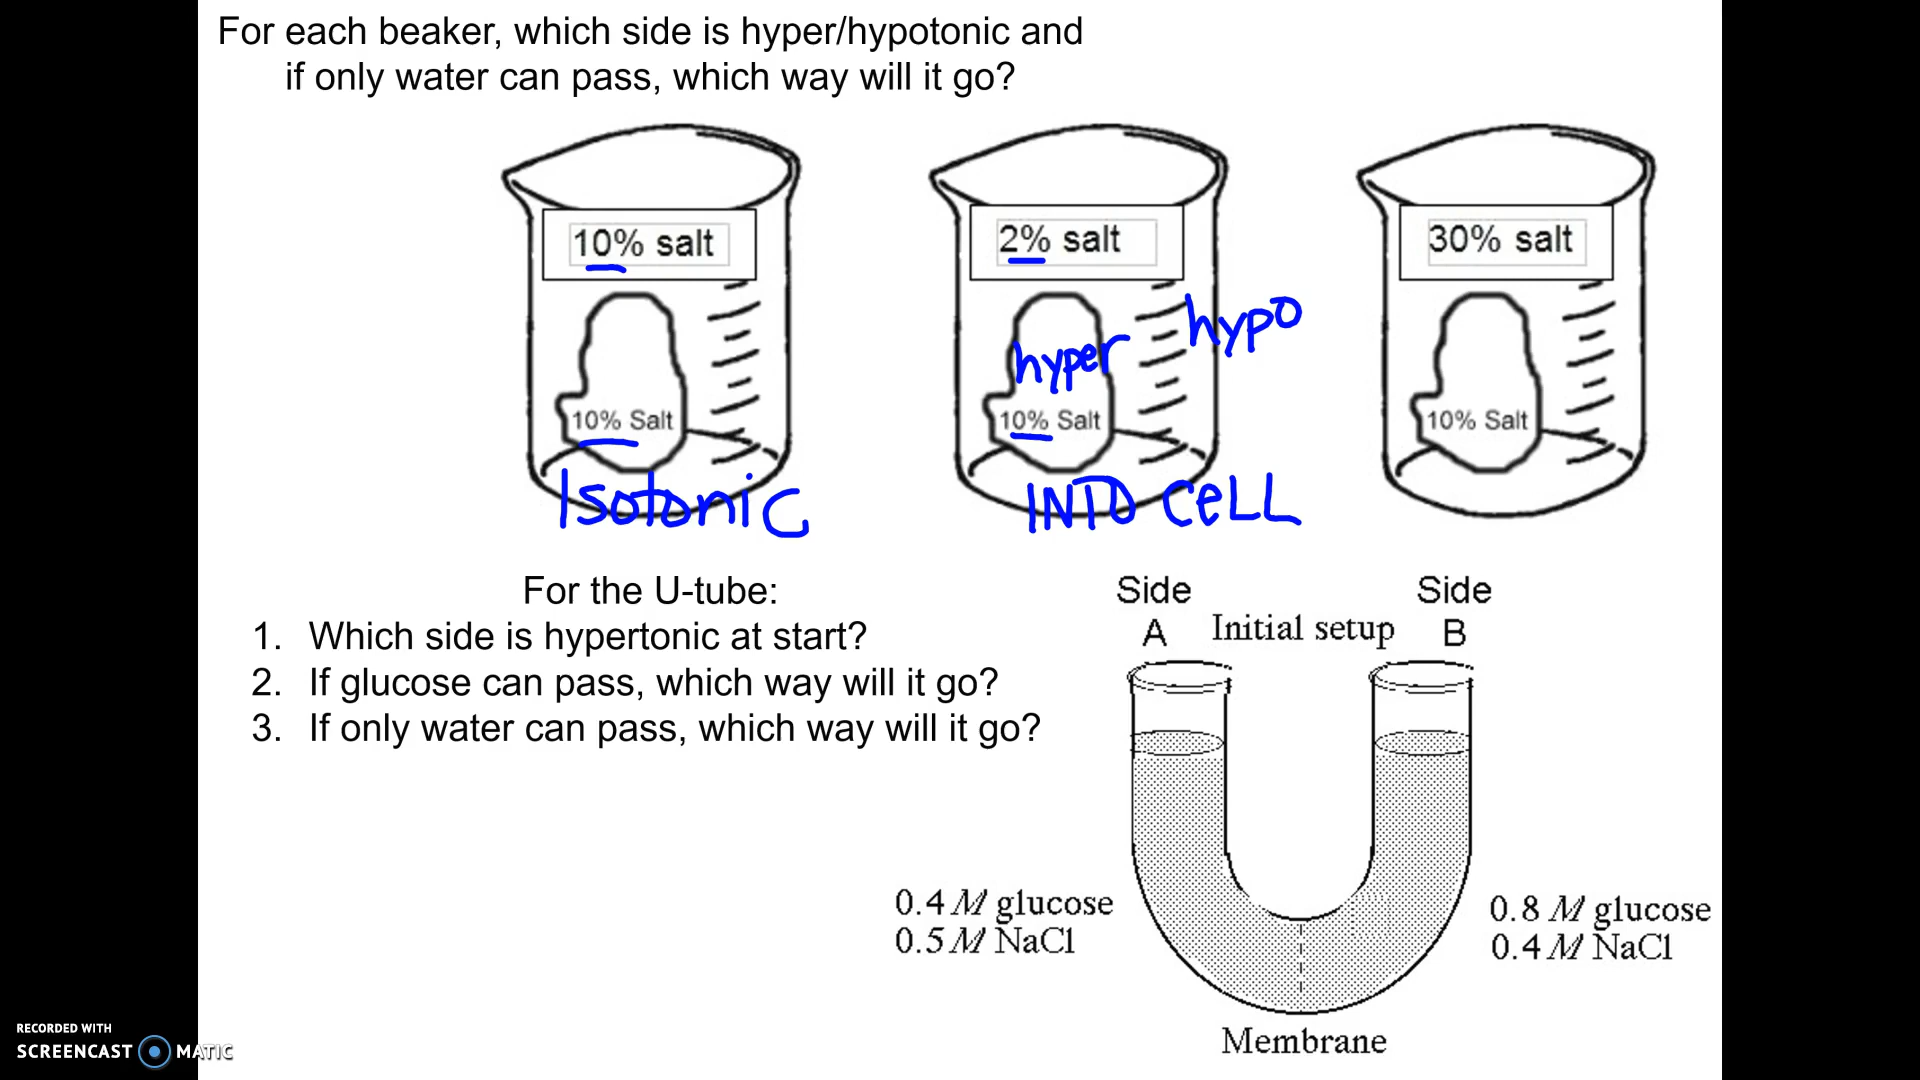 For each beaker, which side is hyper/hypotonic and
if only water can pass, which way will it go?
10% salt
2% salt
30% salt
hyper
hypo
10% Salt
10% Salt
10% Salt
Isotonic
INTO CELL
For the U-tube:
1. Which side is hypertonic at start?
2. If glucose can pass, which way will it go?
3. If only water can pass, which way will it go?
Side
A
Initial setup
Side
B
0.4 M glucose
0.5 M NaCl
0.8 M glucose
0.4 M NaCl
Membrane
RECORDED WITH
SCREENCAST MATIC